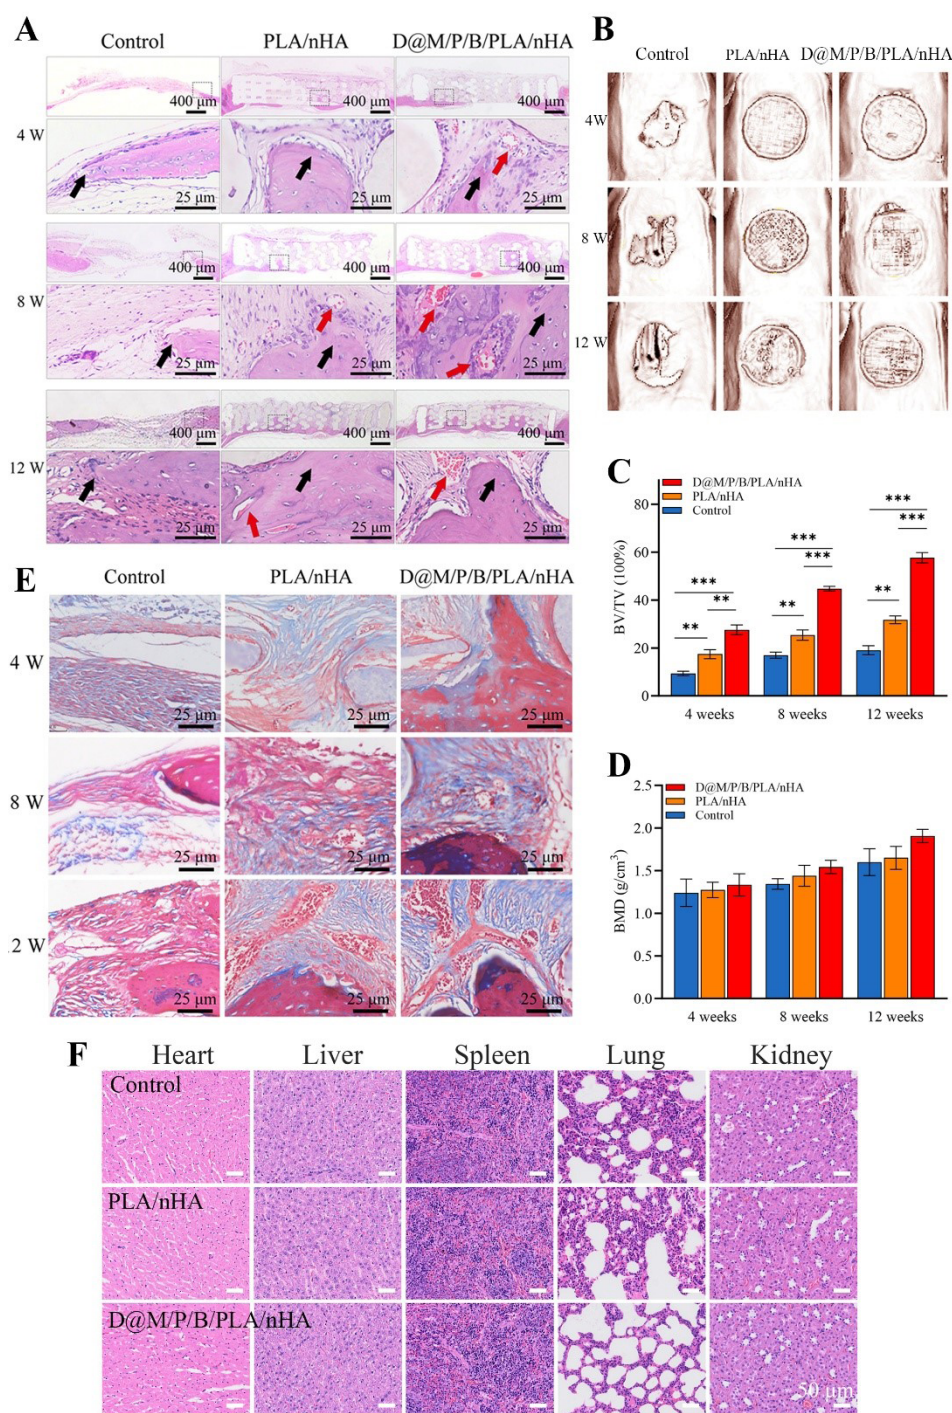 A
Control PLA/nHA D@M/P/B/PLA/nHA
400 μm 400 μm 400 μm
4 W
25 μm 25 μm 25 μm
400 μm 400 μm 400 μm
8 W
25 μm 25 μm 25 μm
400 μm 400 μm 400 μm
12 W
25 μm 25 μm 25 μm
B
Control PLA/nHA D@M/P/B/PLA/nHA
4W
8 W
12 W
C
D@M/P/B/PLA/nHA
PLA/nHA
Control
BV/TV (100%)
80
60
40
20
0
*** ** **
*** *** **
*** *** **
4 weeks 8 weeks 12 weeks
D
D@M/P/B/PLA/nHA
PLA/nHA
Control
BMD (g/cm³)
2.5
2.0
1.5
1.0
0.5
0.0
4 weeks 8 weeks 12 weeks
E
Control PLA/nHA D@M/P/B/PLA/nHA
4 W
25 μm 25 μm 25 μm
8 W
25 μm 25 μm 25 μm
2 W
25 μm 25 μm 25 μm
F
Heart Liver Spleen Lung Kidney
Control
PLA/nHA
D@M/P/B/PLA/nHA
50 μm